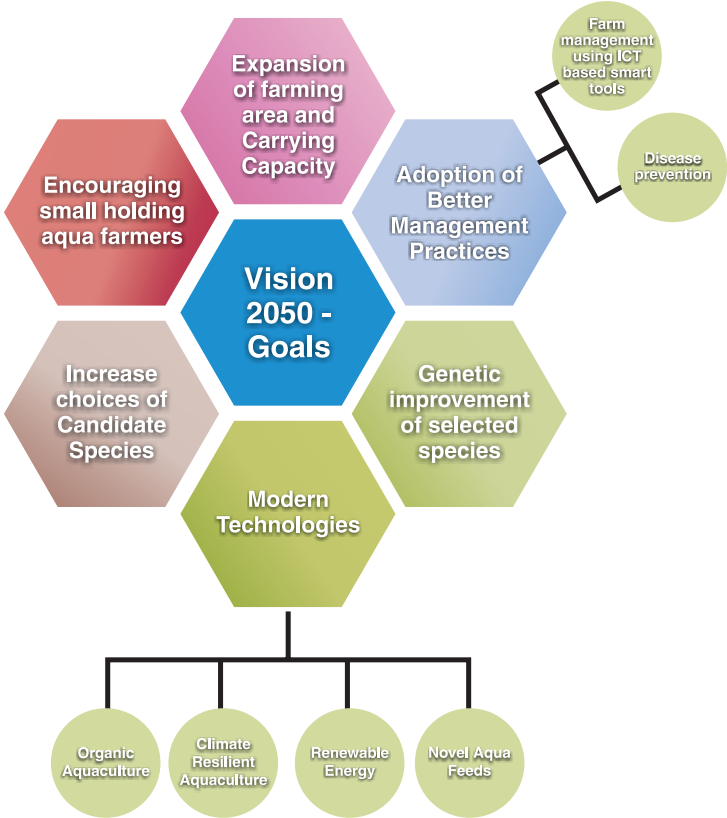 Farm
management
using ICT
based smart
tools
Expansion
of farming
area and
Carrying
Capacity
Disease
prevention
Encouraging
small holding
aqua farmers
Adoption of
Better
Management
Practices
Vision
2050 -
Goals
Increase
choices of
Candidate
Species
Genetic
improvement
of selected
species
Modern
Technologies
Organic
Aquaculture
Climate
Resilient
Aquaculture
Renewable
Energy
Novel Aqua
Feeds